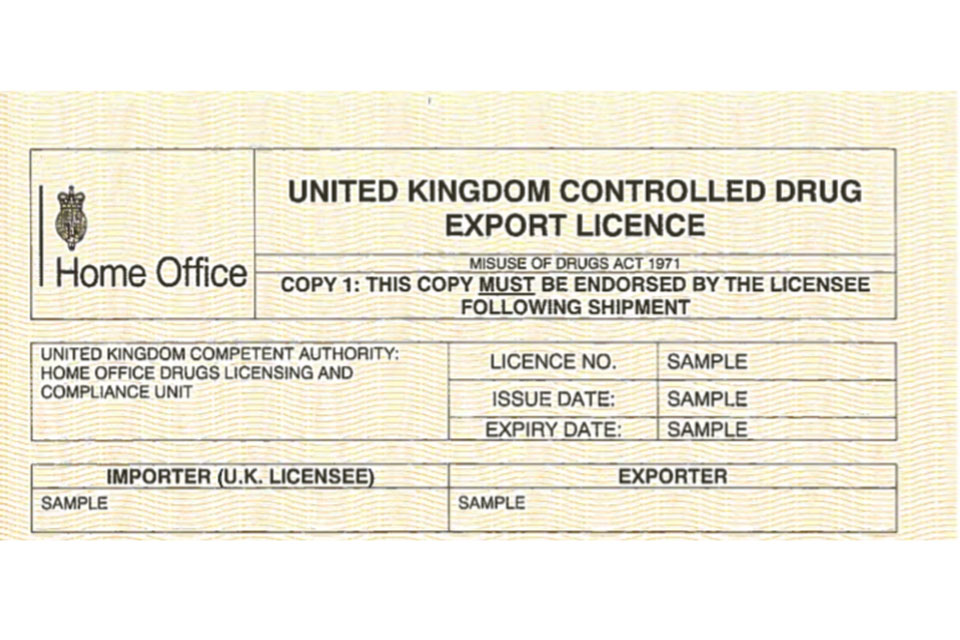 Home Office
UNITED KINGDOM CONTROLLED DRUG
EXPORT LICENCE
MISUSE OF DRUGS ACT 1971
COPY 1: THIS COPY MUST BE ENDORSED BY THE LICENSEE
FOLLOWING SHIPMENT
UNITED KINGDOM COMPETENT AUTHORITY:
HOME OFFICE DRUGS LICENSING AND
COMPLIANCE UNIT
LICENCE NO. SAMPLE
ISSUE DATE: SAMPLE
EXPIRY DATE: SAMPLE
IMPORTER (U.K. LICENSEE) EXPORTER
SAMPLE SAMPLE